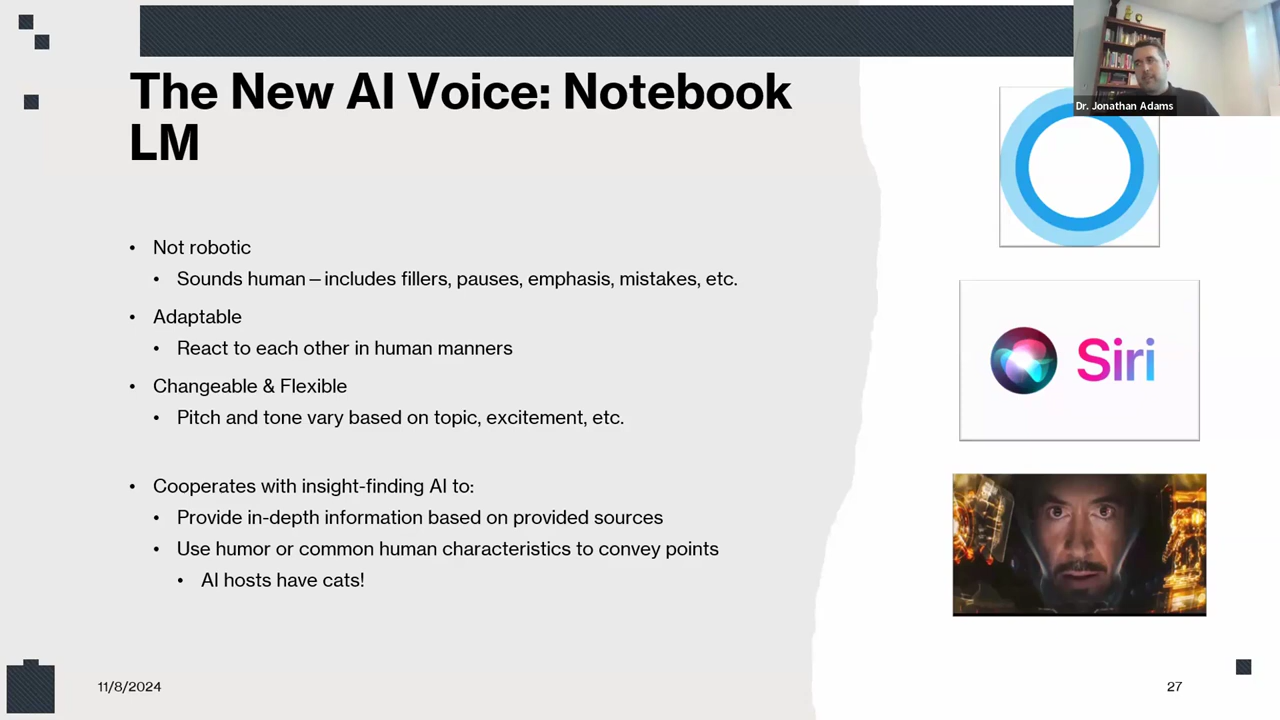 The New AI Voice: Notebook
LM
• Not robotic
• Sounds human – includes fillers, pauses, emphasis, mistakes, etc.
• Adaptable
• React to each other in human manners
• Changeable & Flexible
• Pitch and tone vary based on topic, excitement, etc.
• Cooperates with insight-finding AI to:
• Provide in-depth information based on provided sources
• Use humor or common human characteristics to convey points
• AI hosts have cats!
Dr. Jonathan Adams
Siri
11/8/2024
27